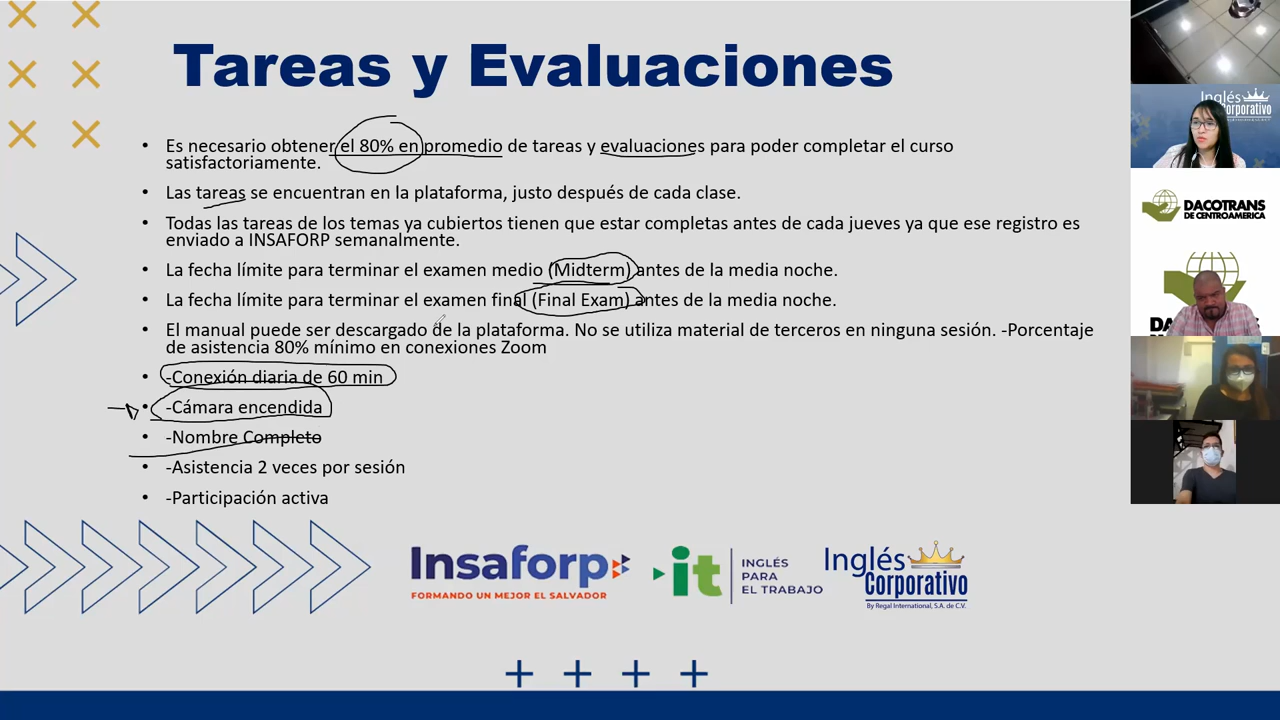 Tareas y Evaluaciones
Es necesario obtener el 80% en promedio de tareas y evaluaciones para poder completar el curso
satisfactoriamente.
Las tareas se encuentran en la plataforma, justo después de cada clase.
Todas las tareas de los temas ya cubiertos tienen que estar completas antes de cada jueves ya que ese registro es
enviado a INSAFORP semanalmente.
La fecha límite para terminar el examen medio (Midterm) antes de la media noche.
La fecha límite para terminar el examen final (Final Exam) antes de la media noche.
El manual puede ser descargado de la plataforma. No se utiliza material de terceros en ninguna sesión. -Porcentaje
de asistencia 80% mínimo en conexiones Zoom
-Conexión diaria de 60 min
-Cámara encendida
-Nombre Completo
-Asistencia 2 veces por sesión
-Participación activa
Insaforp
FORMANDO UN MEJOR EL SALVADOR
it
INGLÉS
PARA
EL TRABAJO
Inglés
Corporativo
By Regal International, S.A. de C.V.
Inglés
Corporativo
DACOTRANS
DE CENTROAMERICA